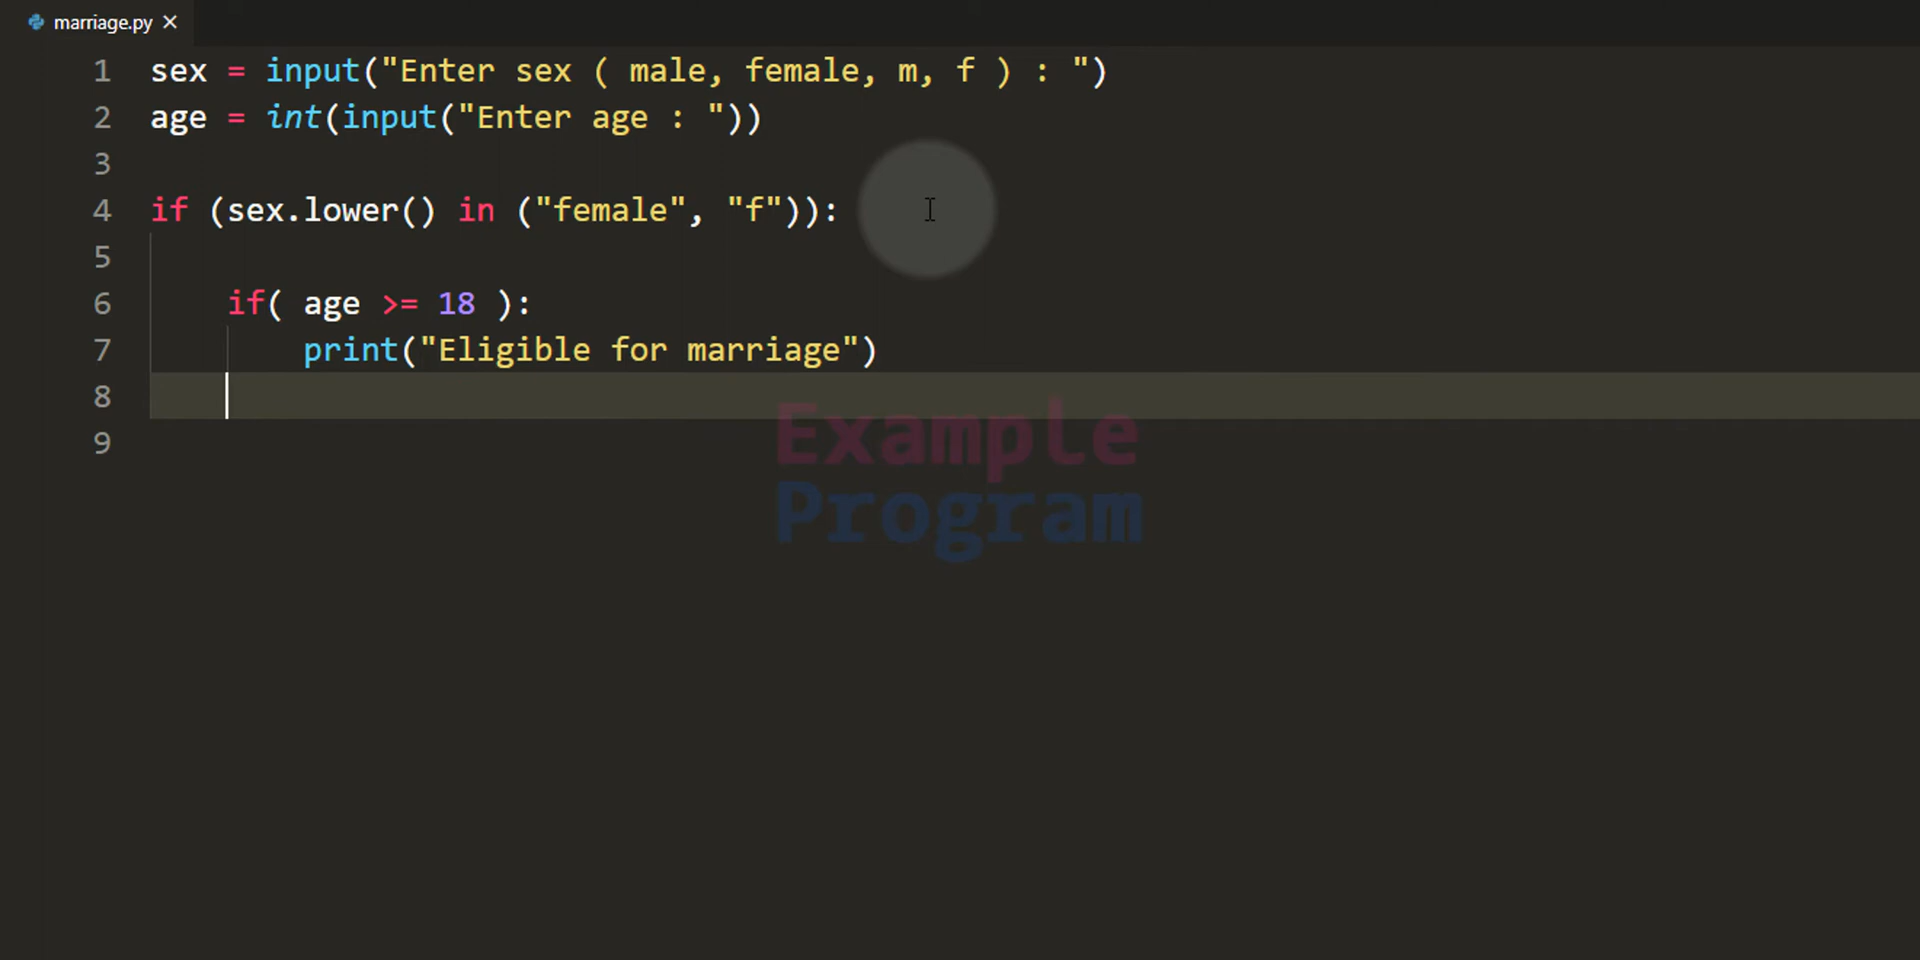 marriage.py ×
1 sex = input("Enter sex ( male, female, m, f ) : ")
2 age = int(input("Enter age : "))
3
4 if (sex.lower() in ("female", "f")):
5
6     if( age >= 18 ):
7         print("Eligible for marriage")
8
9
Example
Program